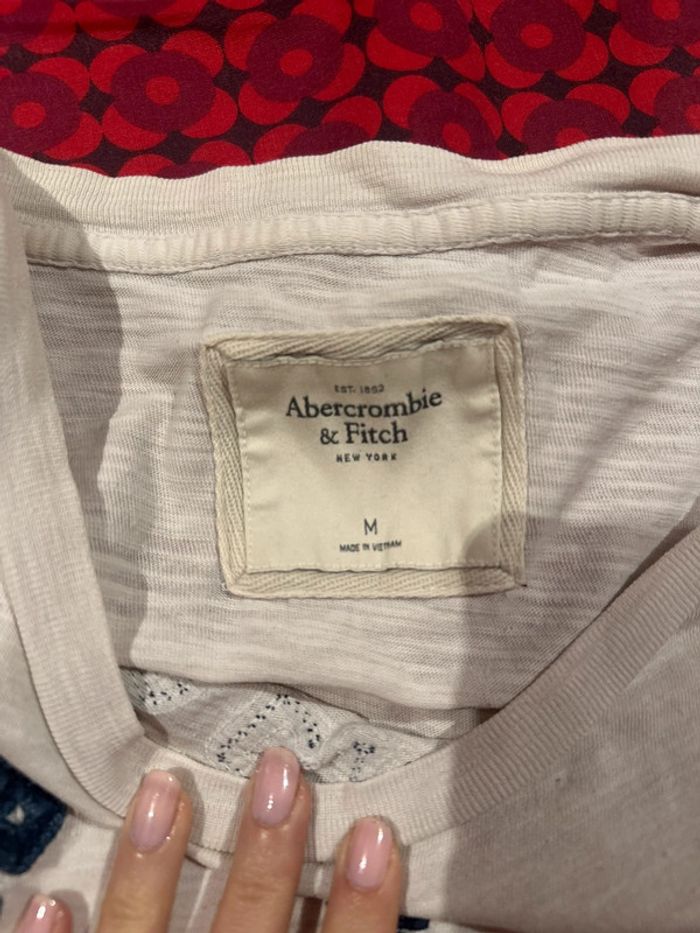 EST. 1892
Abercrombie
& Fitch
NEW YORK
M
MADE IN VIETNAM